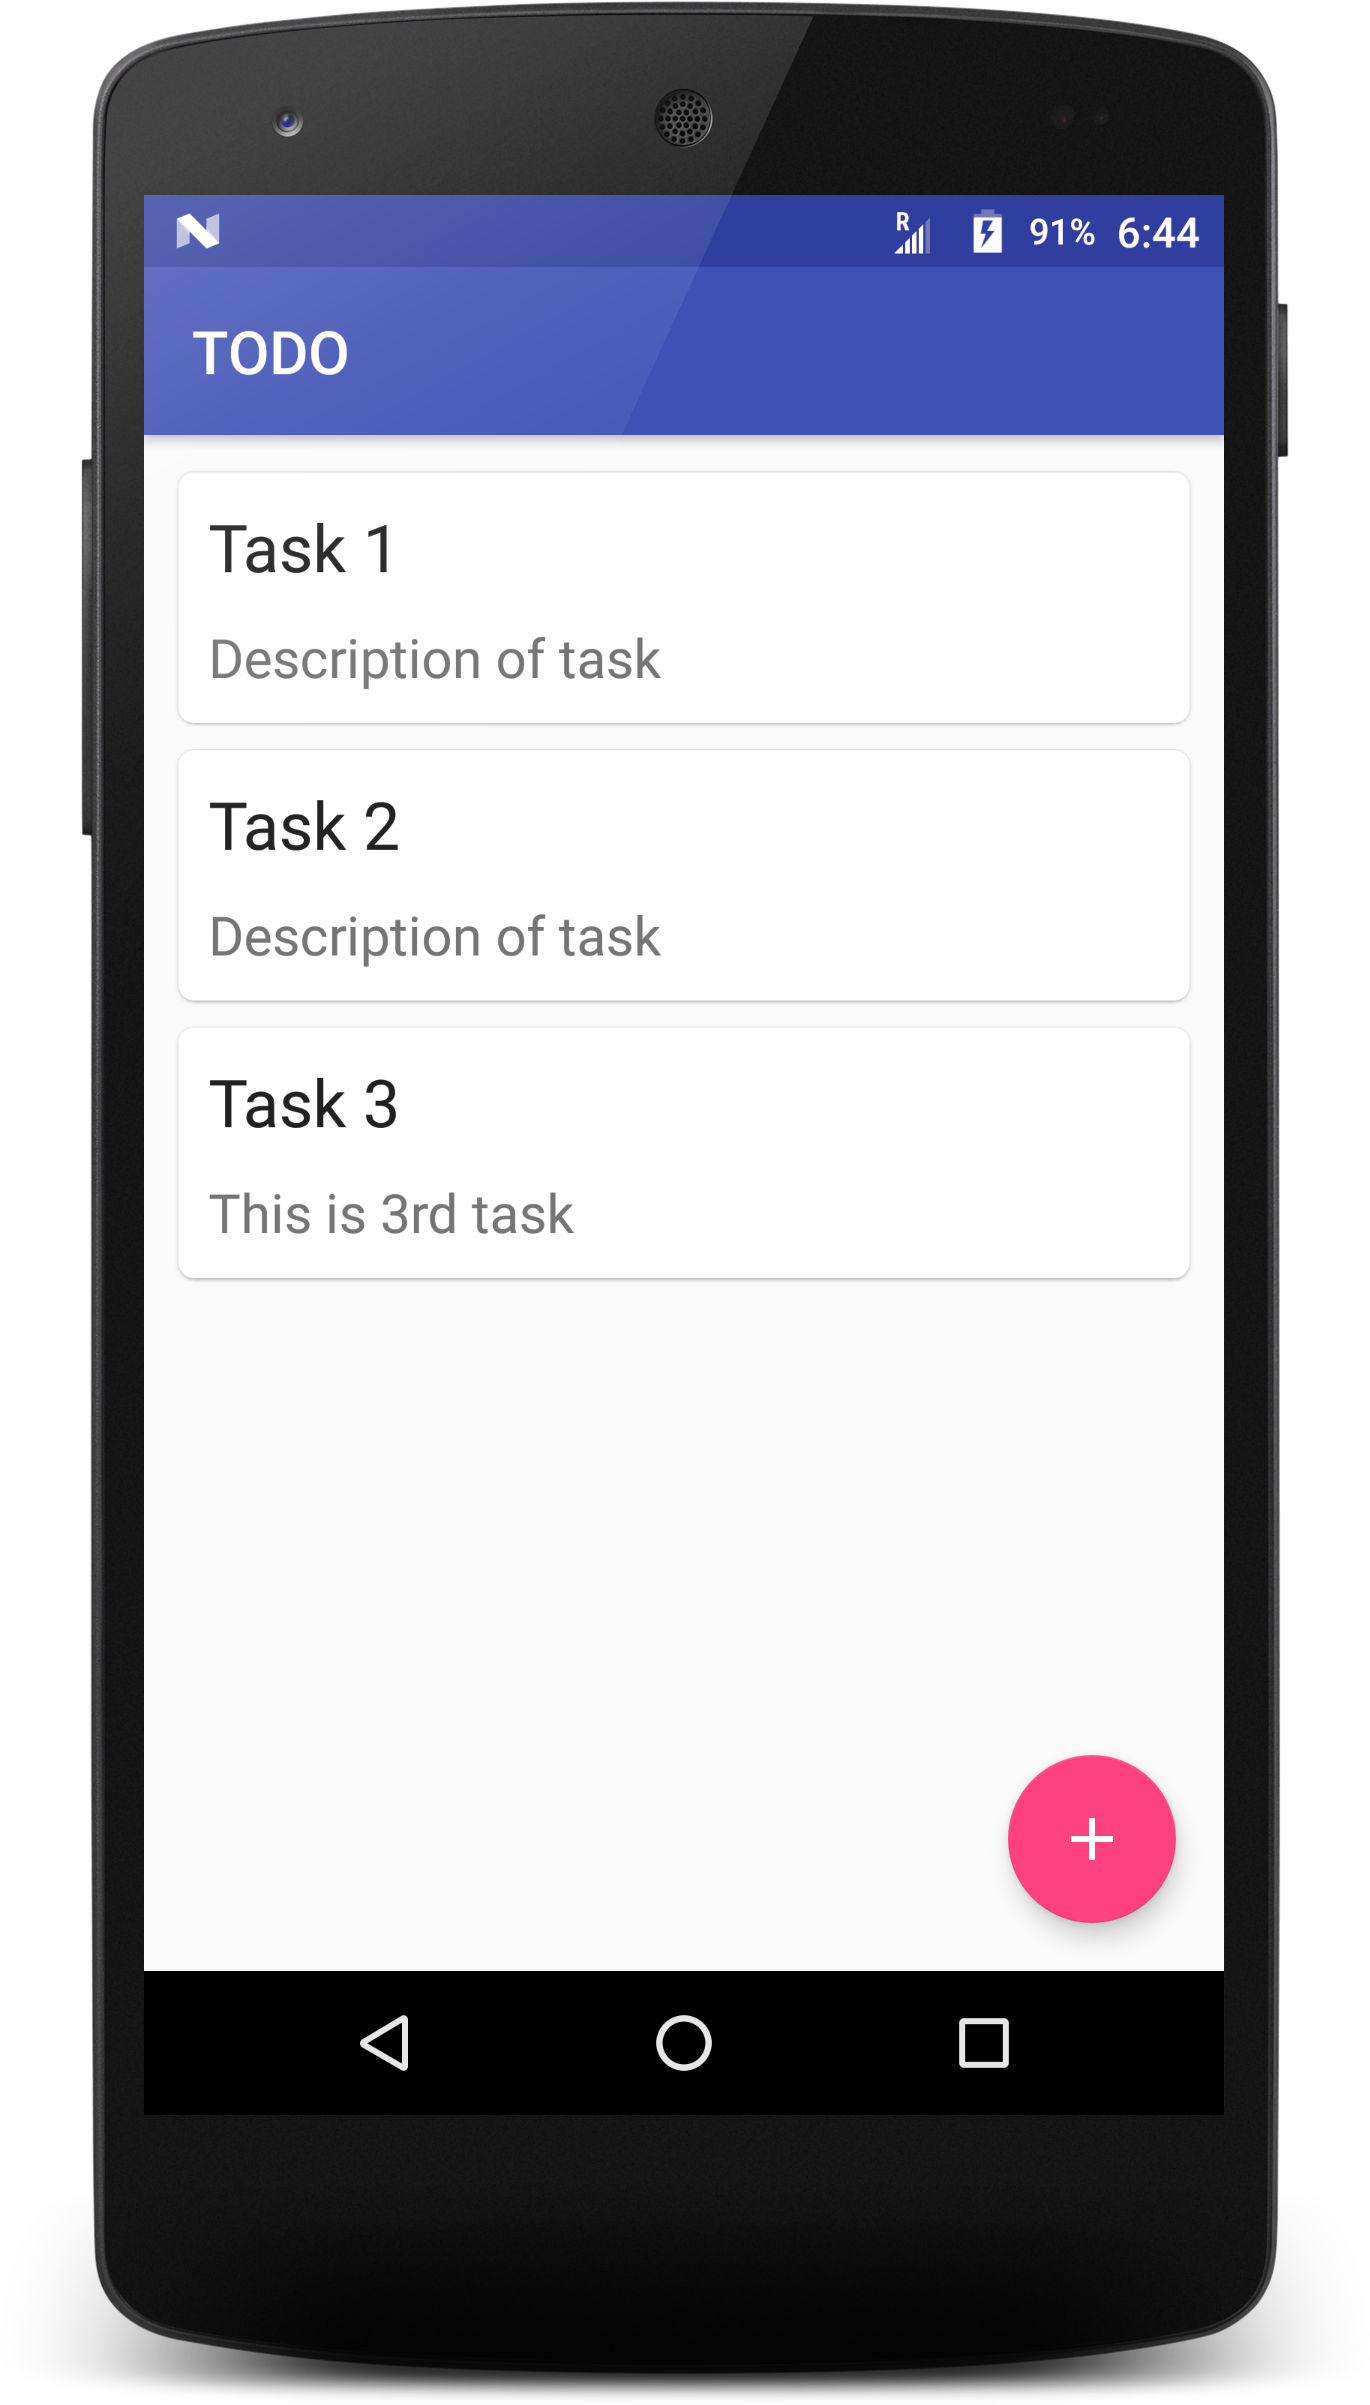 R 91% 6:44
TODO
Task 1
Description of task
Task 2
Description of task
Task 3
This is 3rd task